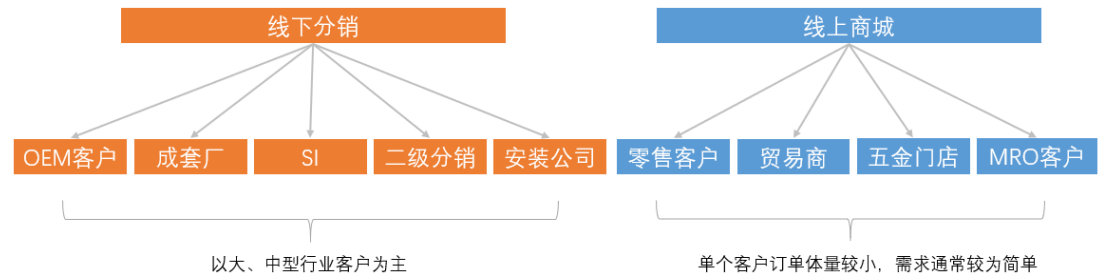 线下分销
线上商城
OEM客户
成套厂
SI
二级分销
安装公司
零售客户
贸易商
五金门店
MRO客户
以大、中型行业客户为主
单个客户订单体量较小，需求通常较为简单